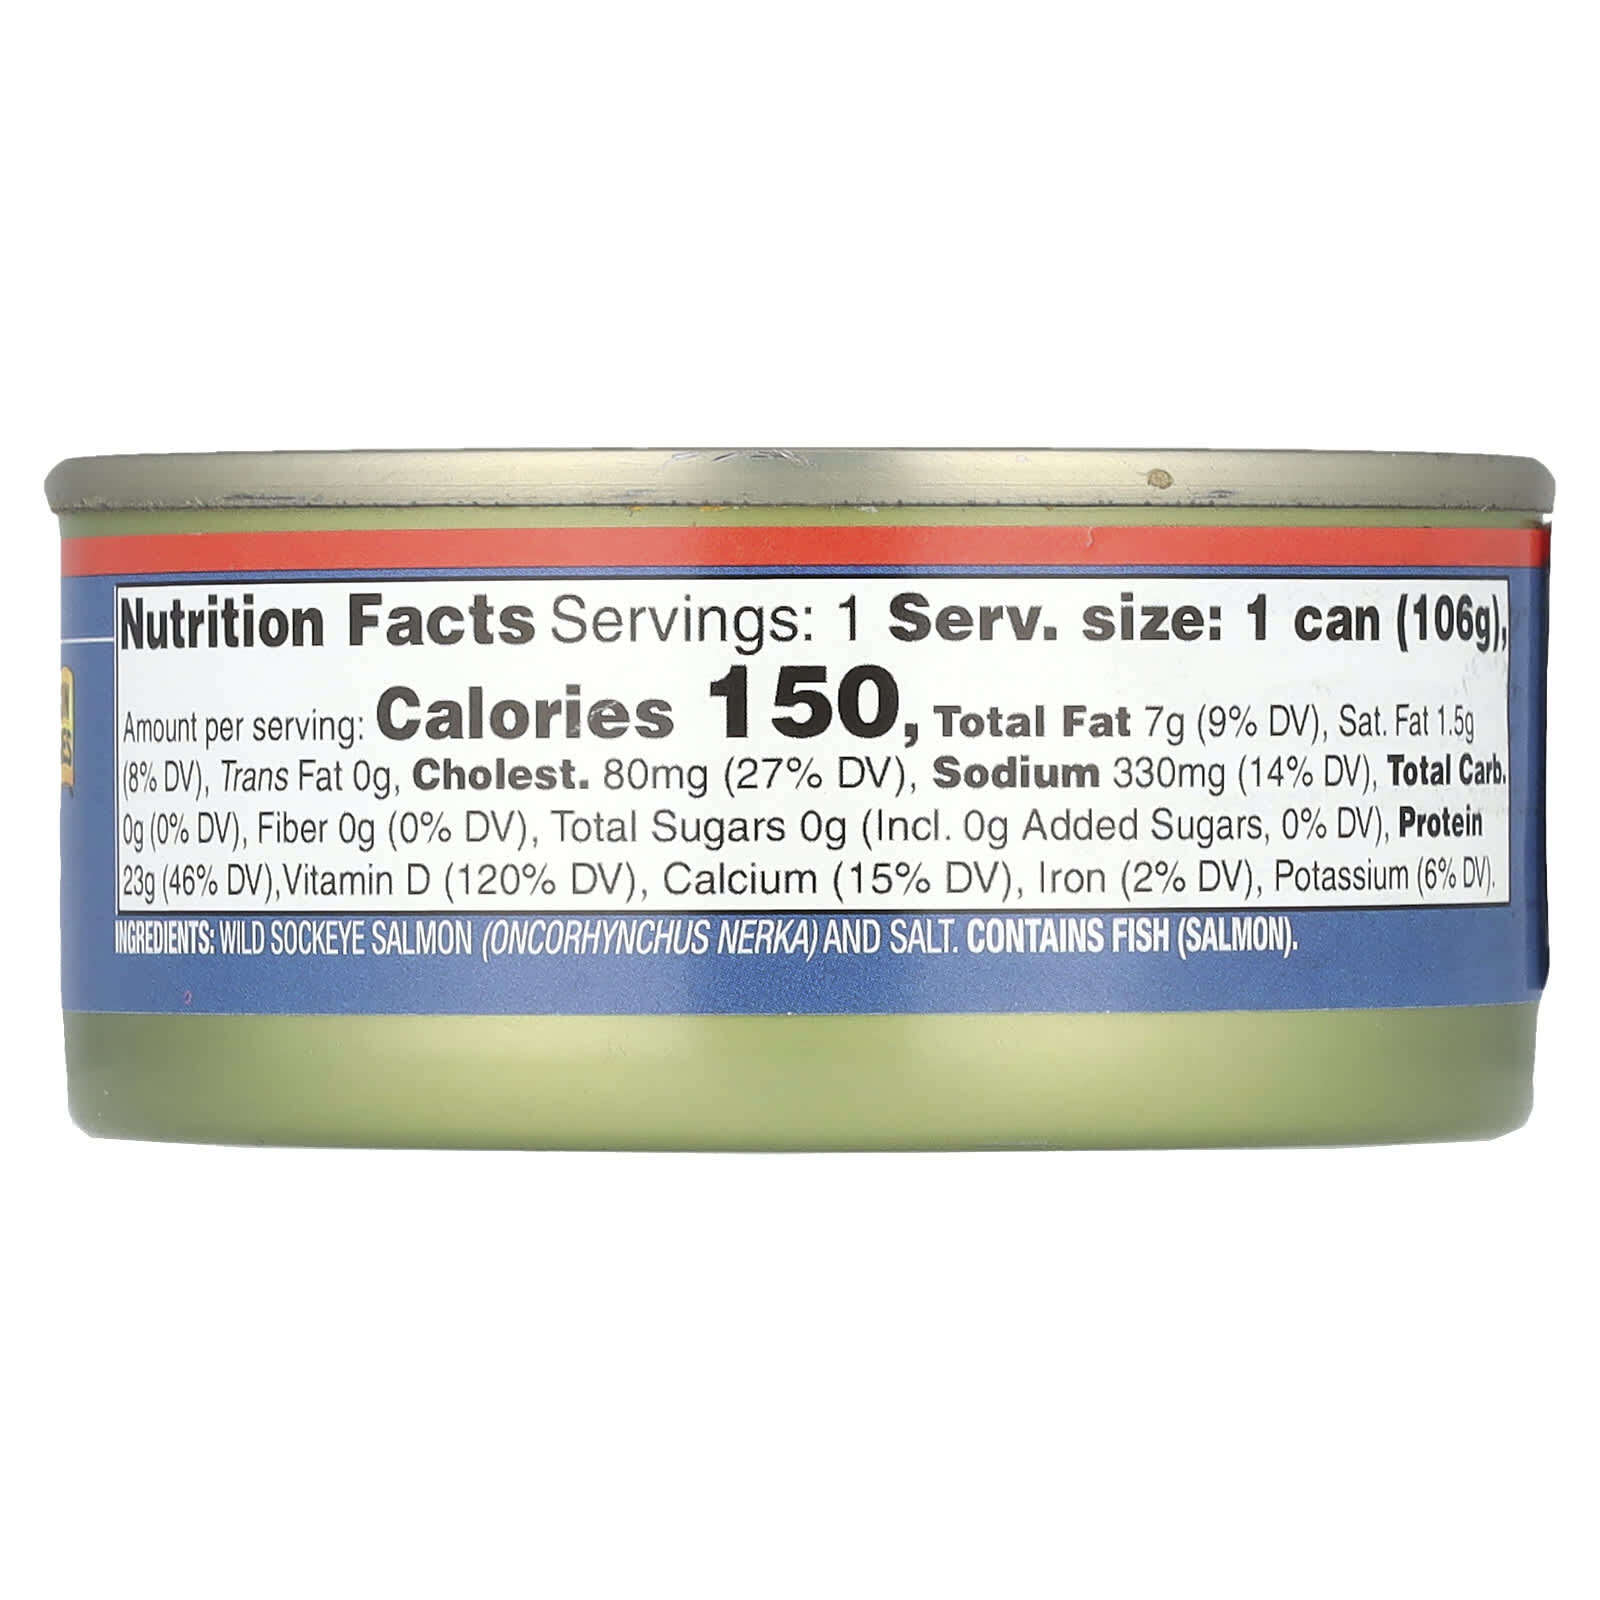 Nutrition Facts Servings: 1 Serv. size: 1 can (106g),
Amount per serving: Calories 150, Total Fat 7g (9% DV), Sat. Fat 1.5g
(8% DV), Trans Fat 0g, Cholest. 80mg (27% DV), Sodium 330mg (14% DV), Total Carb.
0g (0% DV), Fiber 0g (0% DV), Total Sugars 0g (Incl. 0g Added Sugars, 0% DV), Protein
23g (46% DV),Vitamin D (120% DV), Calcium (15% DV), Iron (2% DV), Potassium (6% DV).
INGREDIENTS: WILD SOCKEYE SALMON (ONCORHYNCHUS NERKA) AND SALT. CONTAINS FISH (SALMON).